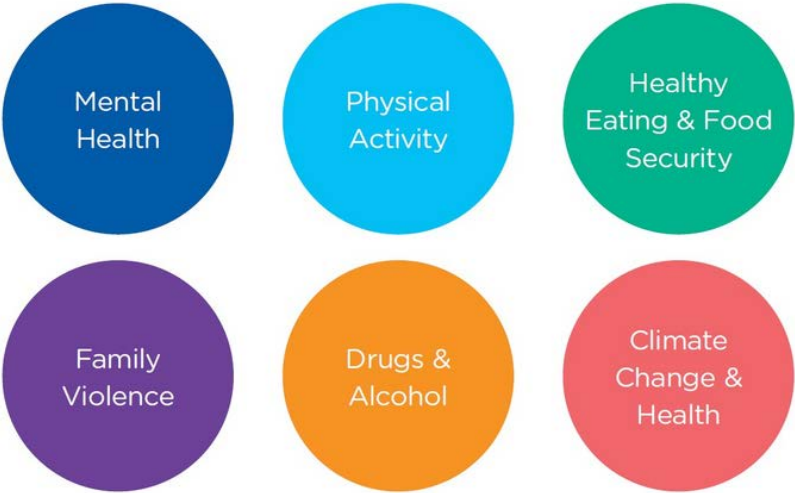 Mental
Health
Physical
Activity
Healthy
Eating & Food
Security
Family
Violence
Drugs &
Alcohol
Climate
Change &
Health